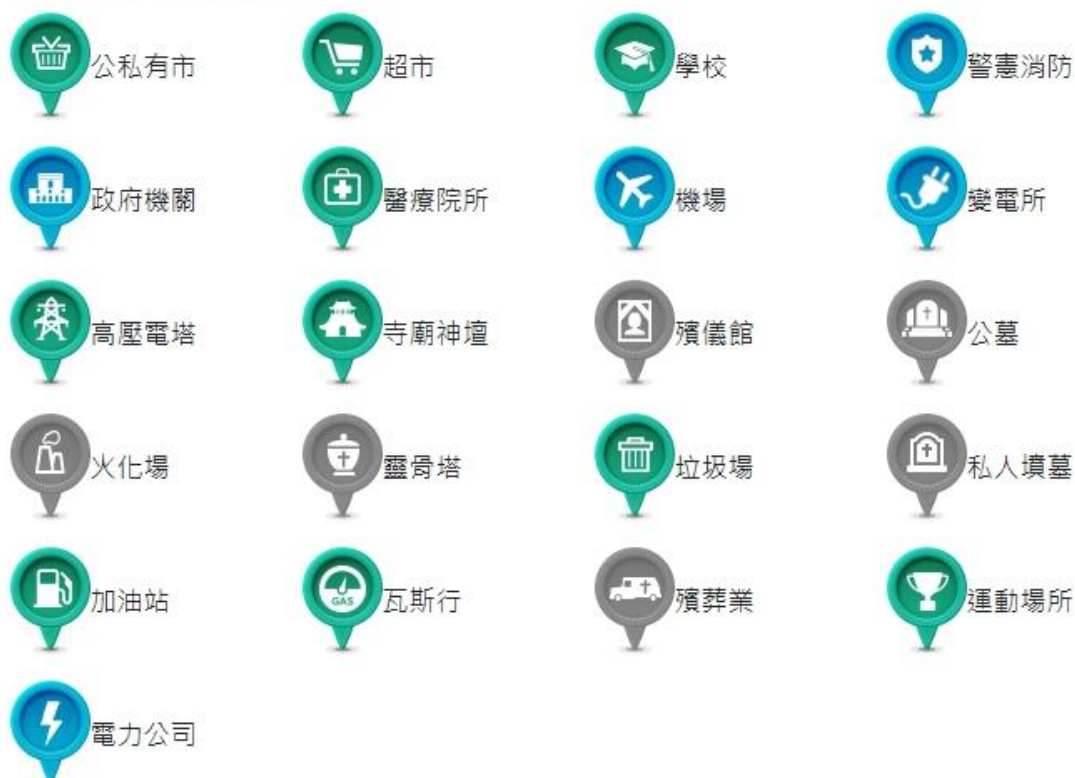 公私有市 超市 學校 警憲消防
政府機關 醫療院所 機場 變電所
高壓電塔 寺廟神壇 殯儀館 公墓
火化場 靈骨塔 垃圾場 私人墳墓
加油站 GAS 瓦斯行 殯葬業 運動場所
電力公司